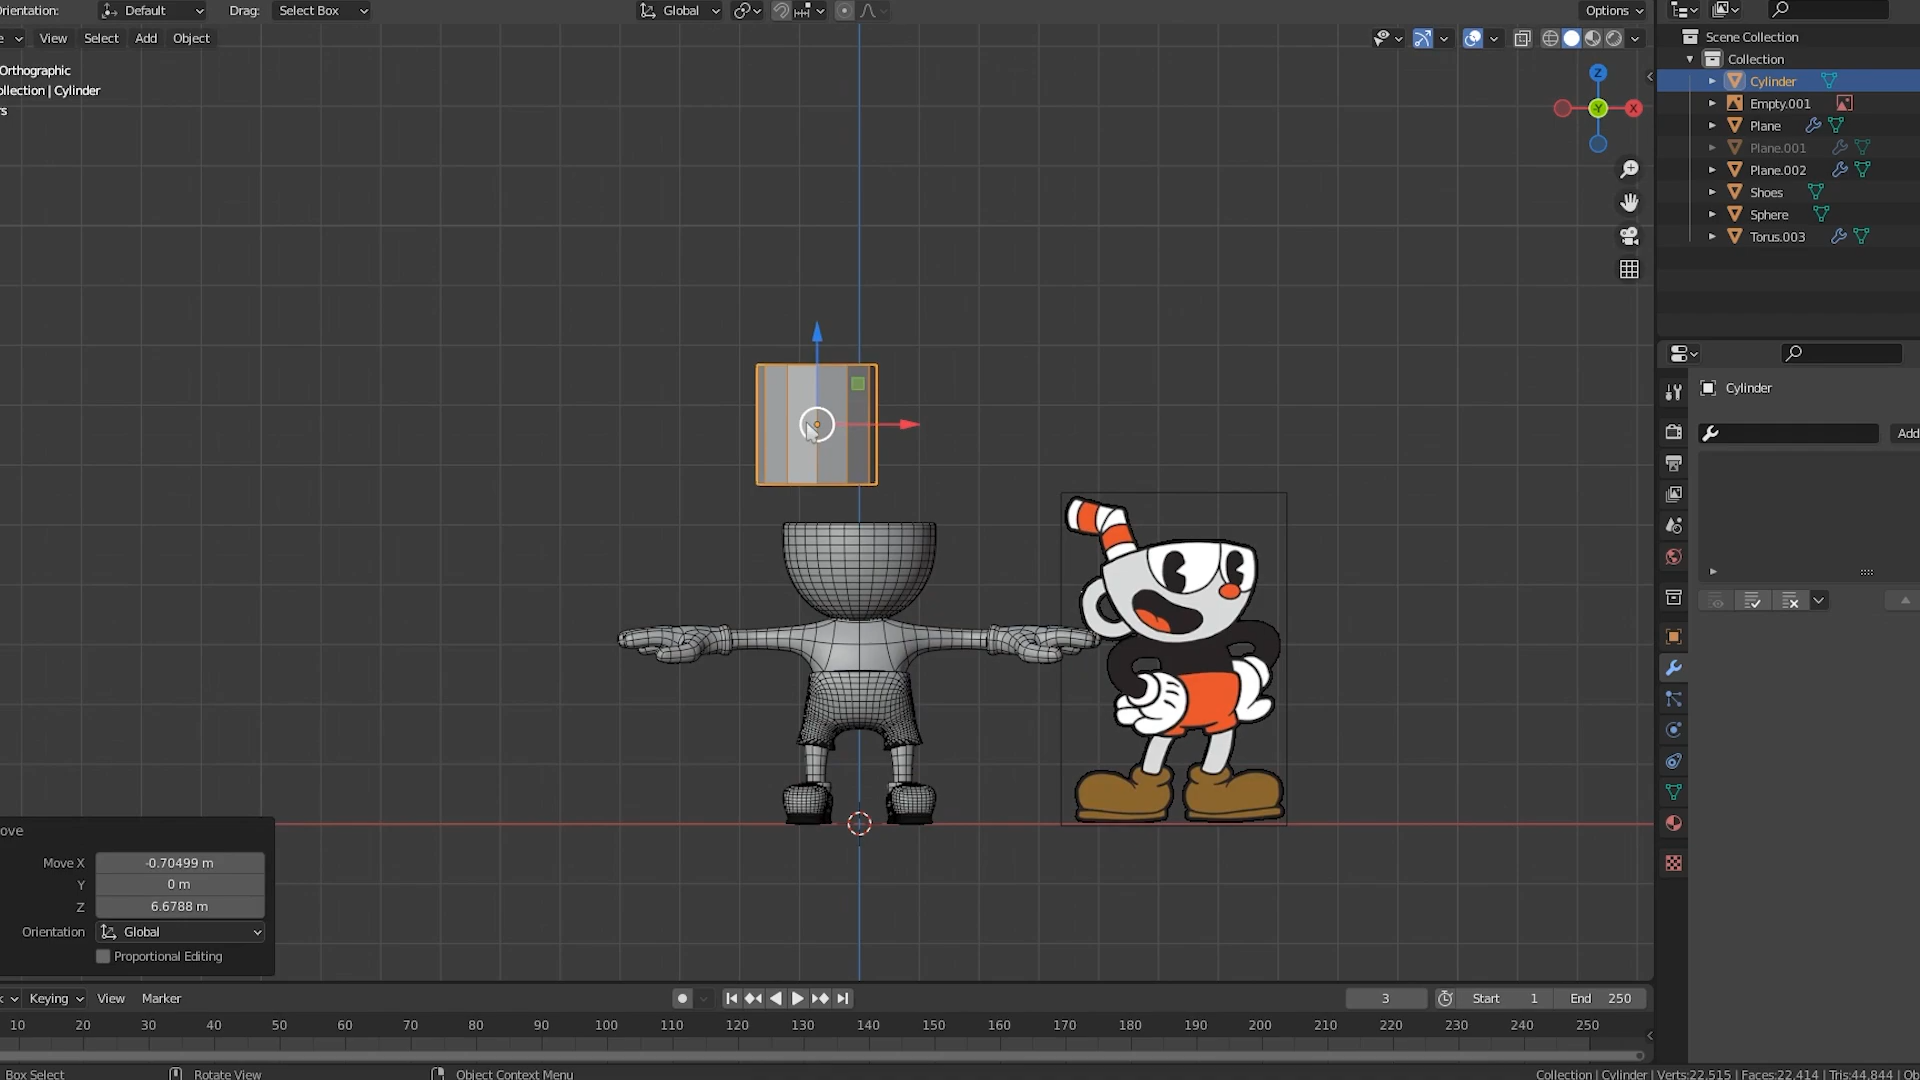 rientation: Default Drag: Select Box Global Options
e View Select Add Object
Orthographic
ollection | Cylinder
s
Z
Y
X
Scene Collection
Collection
Cylinder
Empty.001
Plane
Plane.001
Plane.002
Shoes
Sphere
Torus.003
Cylinder
Add
ove
Move X -0.70499 m
Y 0 m
Z 6.6788 m
Orientation Global
Proportional Editing
Keying View Marker 3 Start 1 End 250
10 20 30 40 50 60 70 80 90 100 110 120 130 140 150 160 170 180 190 200 210 220 230 240 250
Box Select Rotate View Object Context Menu Collection | Cylinder | Verts:22,515 | Faces:22,414 | Tris:44,844 | Ob